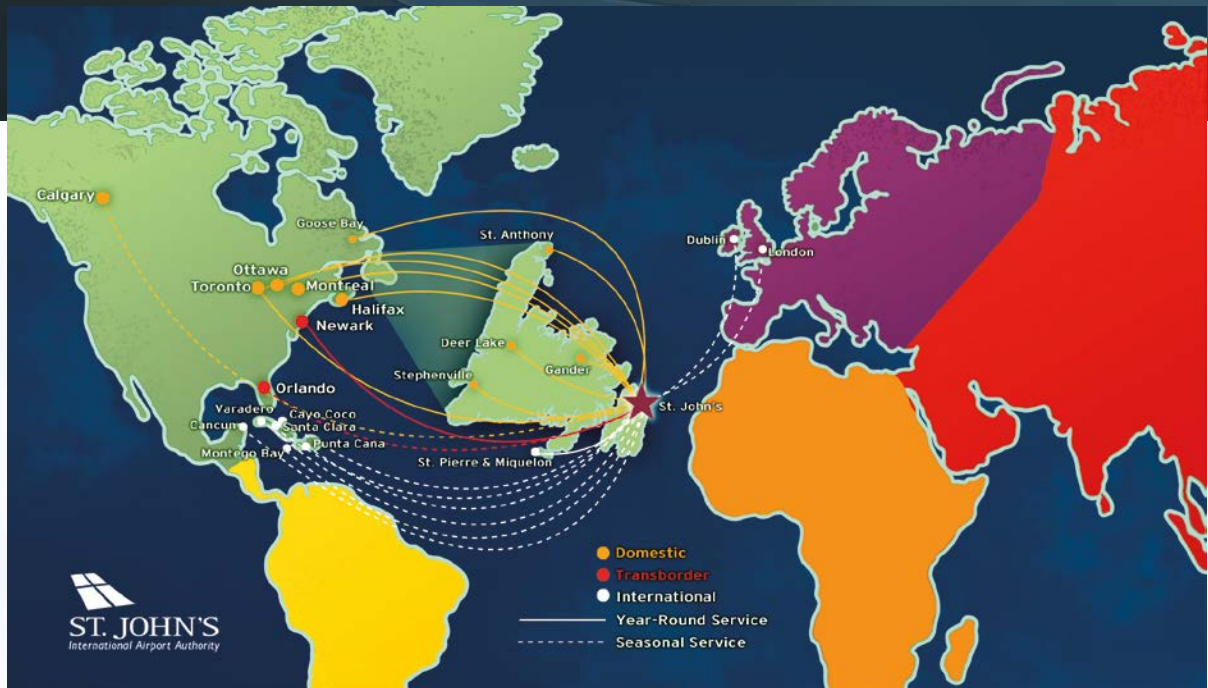 Calgary
Goose Bay
St. Anthony
Dublin
London
Ottawa
Toronto
Montreal
Halifax
Newark
Deer Lake
Gander
Stephenville
Orlando
St. John's
Varadero
Cayo Coco
Cancun
Santa Clara
Montego Bay
Punta Cana
St. Pierre & Miquelon
Domestic
Transborder
International
Year-Round Service
Seasonal Service
ST. JOHN'S
International Airport Authority